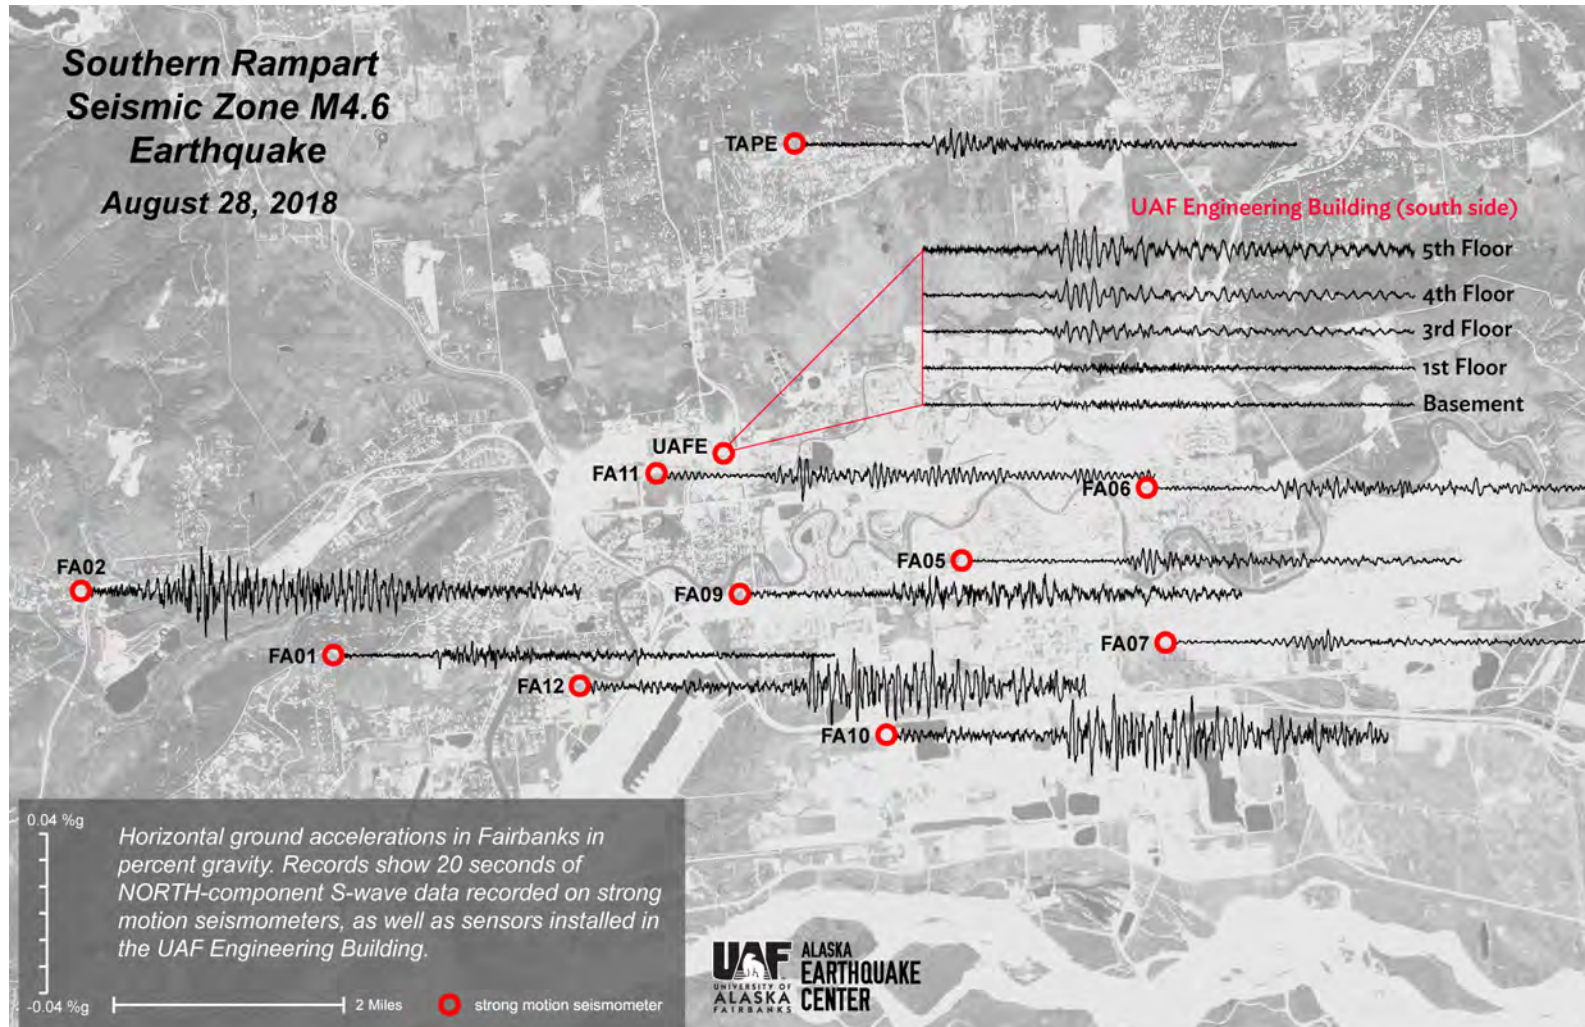 Southern Rampart
Seismic Zone M4.6
Earthquake
August 28, 2018
TAPE
UAF Engineering Building (south side)
5th Floor
4th Floor
3rd Floor
1st Floor
Basement
UAFE
FA11
FA06
FA02
FA05
FA09
FA07
FA01
FA12
FA10
0.04 %g
Horizontal ground accelerations in Fairbanks in
percent gravity. Records show 20 seconds of
NORTH-component S-wave data recorded on strong
motion seismometers, as well as sensors installed in
the UAF Engineering Building.
-0.04 %g
2 Miles
strong motion seismometer
UAF
UNIVERSITY OF
ALASKA
FAIRBANKS
ALASKA
EARTHQUAKE
CENTER